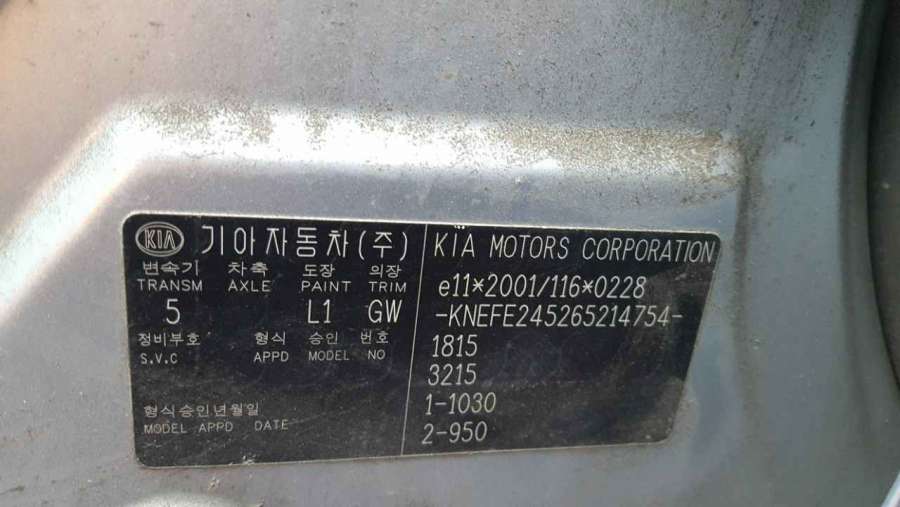 KIA 기아자동차(주)
변속기 차축 도장 의장
TRANSM AXLE PAINT TRIM
5 L1 GW
정비부호 형식 승인 번호
S.V.C APPD MODEL NO
형식승인년월일
MODEL APPD DATE
KIA MOTORS CORPORATION
e11*2001/116*0228
-KNEFE245265214754-
1815
3215
1-1030
2-950